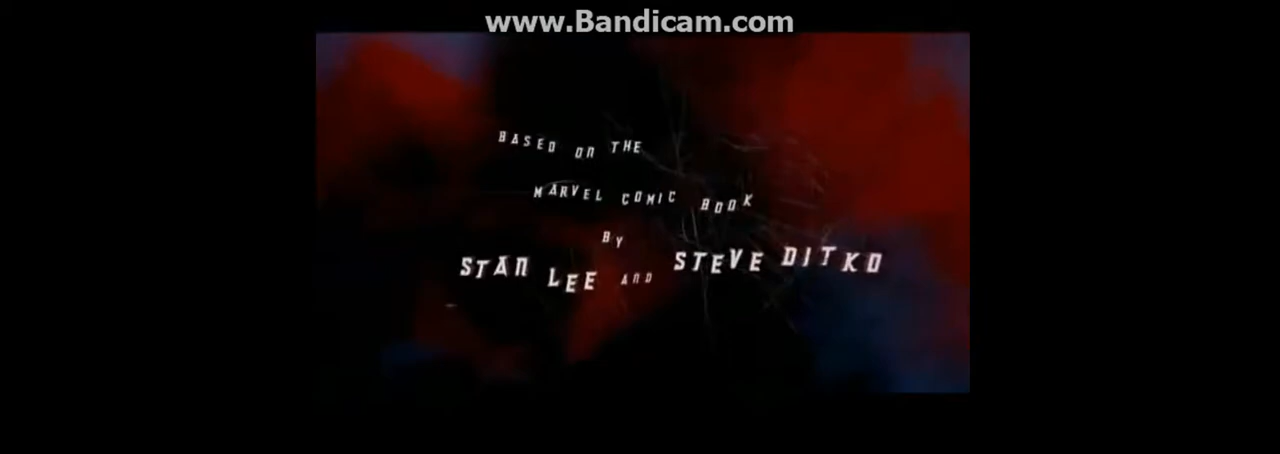 www.Bandicam.com
BASED ON THE
MARVEL COMIC BOOK
BY
STAN LEE AND STEVE DITKO